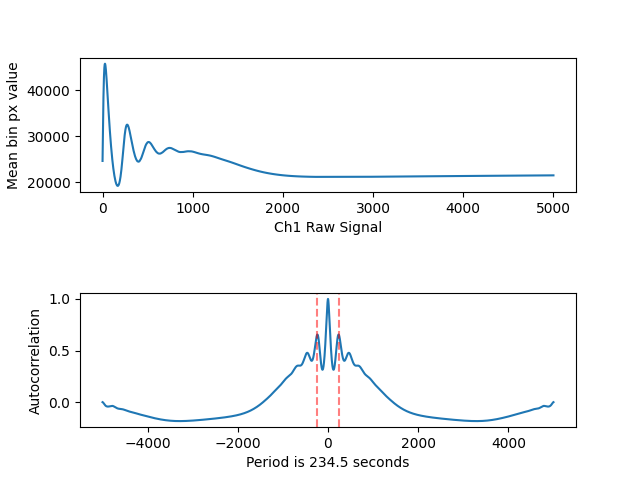 Mean bin px value
40000
30000
20000
0 1000 2000 3000 4000 5000
Ch1 Raw Signal
Autocorrelation
1.0
0.5
0.0
−4000 −2000 0 2000 4000
Period is 234.5 seconds